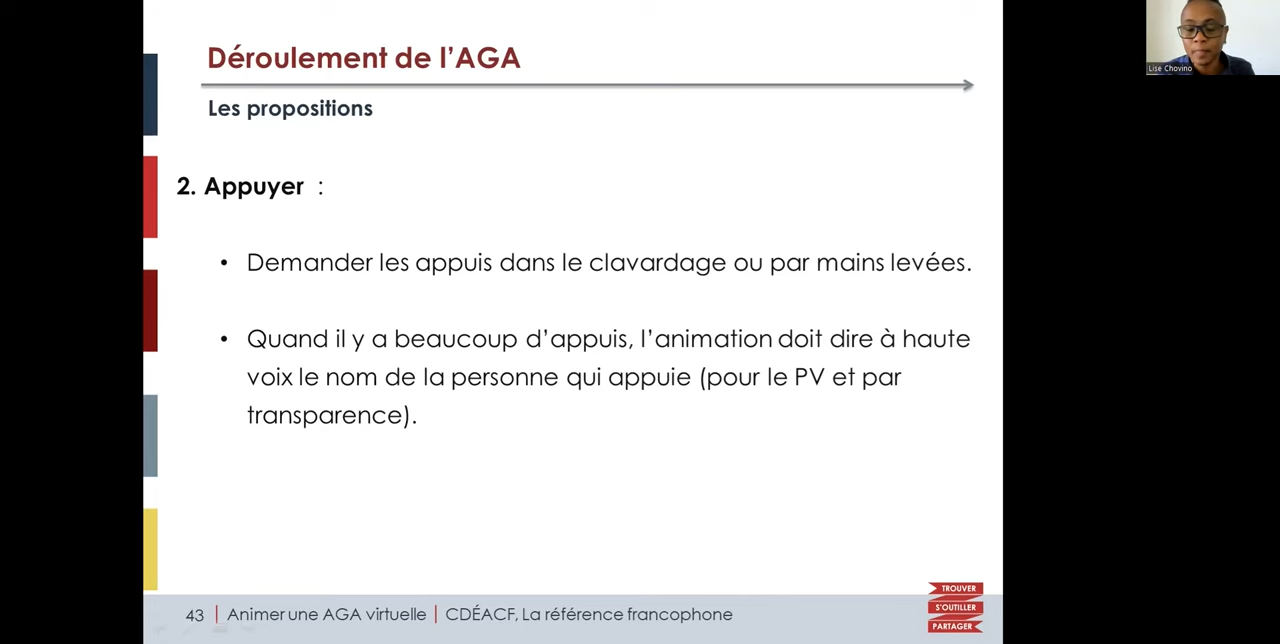 Déroulement de l'AGA
Les propositions
2. Appuyer :
• Demander les appuis dans le clavardage ou par mains levées.
• Quand il y a beaucoup d'appuis, l'animation doit dire à haute
voix le nom de la personne qui appuie (pour le PV et par
transparence).
43 | Animer une AGA virtuelle | CDÉACF, La référence francophone
TROUVER
S'OUTILLER
PARTAGER
Lise Chovino